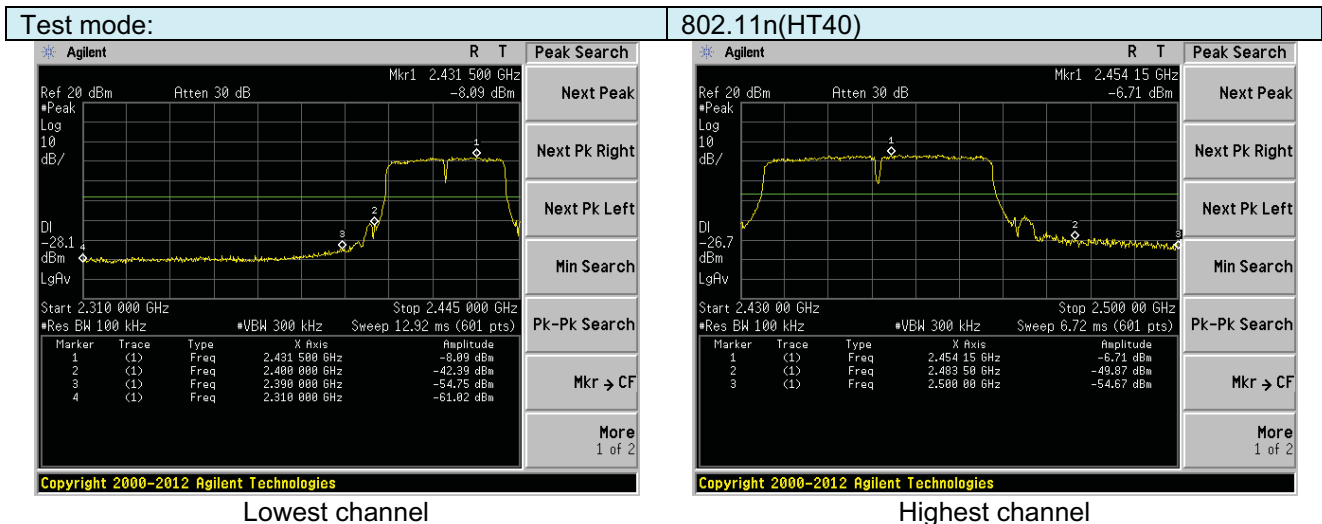 Test mode: 802.11n(HT40)
Agilent R T Peak Search
Mkr1 2.431 500 GHz
Ref 20 dBm Atten 30 dB -8.09 dBm
#Peak
Log
10
dB/
1
2
3
4
DI
-28.1
dBm
LgAv
Start 2.310 000 GHz Stop 2.445 000 GHz
#Res BW 100 kHz #VBW 300 kHz Sweep 12.92 ms (601 pts)
Marker Trace Type X Axis Amplitude
1 (1) Freq 2.431 500 GHz -8.09 dBm
2 (1) Freq 2.400 000 GHz -42.39 dBm
3 (1) Freq 2.390 000 GHz -54.75 dBm
4 (1) Freq 2.310 000 GHz -61.02 dBm
Next Peak
Next Pk Right
Next Pk Left
Min Search
Pk-Pk Search
Mkr → CF
More
1 of 2
Copyright 2000-2012 Agilent Technologies
Lowest channel
Agilent R T Peak Search
Mkr1 2.454 15 GHz
Ref 20 dBm Atten 30 dB -6.71 dBm
#Peak
Log
10
dB/
1
2
3
DI
-26.7
dBm
LgAv
Start 2.430 00 GHz Stop 2.500 00 GHz
#Res BW 100 kHz #VBW 300 kHz Sweep 6.72 ms (601 pts)
Marker Trace Type X Axis Amplitude
1 (1) Freq 2.454 15 GHz -6.71 dBm
2 (1) Freq 2.483 50 GHz -49.87 dBm
3 (1) Freq 2.500 00 GHz -54.67 dBm
Next Peak
Next Pk Right
Next Pk Left
Min Search
Pk-Pk Search
Mkr → CF
More
1 of 2
Copyright 2000-2012 Agilent Technologies
Highest channel